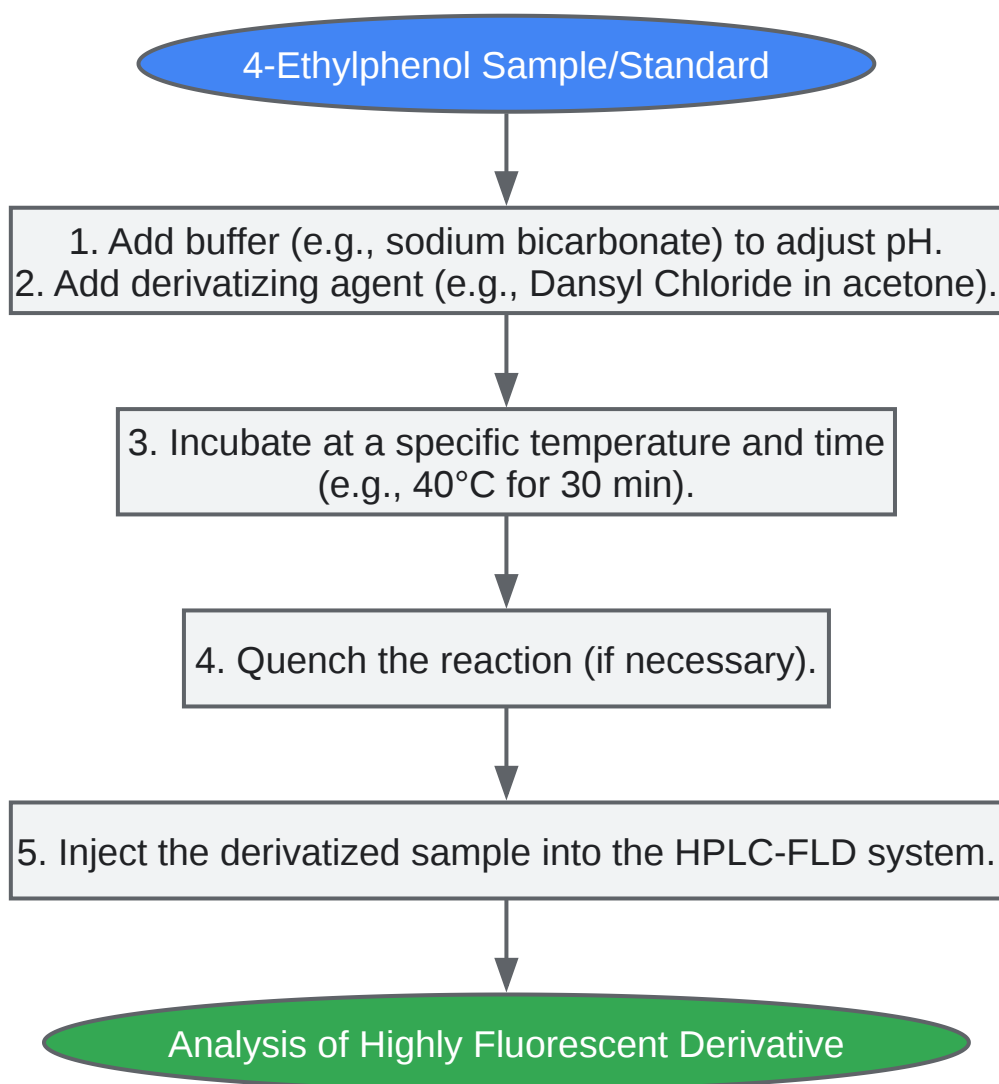 4-Ethylphenol Sample/Standard
1. Add buffer (e.g., sodium bicarbonate) to adjust pH.
2. Add derivatizing agent (e.g., Dansyl Chloride in acetone).
3. Incubate at a specific temperature and time
(e.g., 40°C for 30 min).
4. Quench the reaction (if necessary).
5. Inject the derivatized sample into the HPLC-FLD system.
Analysis of Highly Fluorescent Derivative